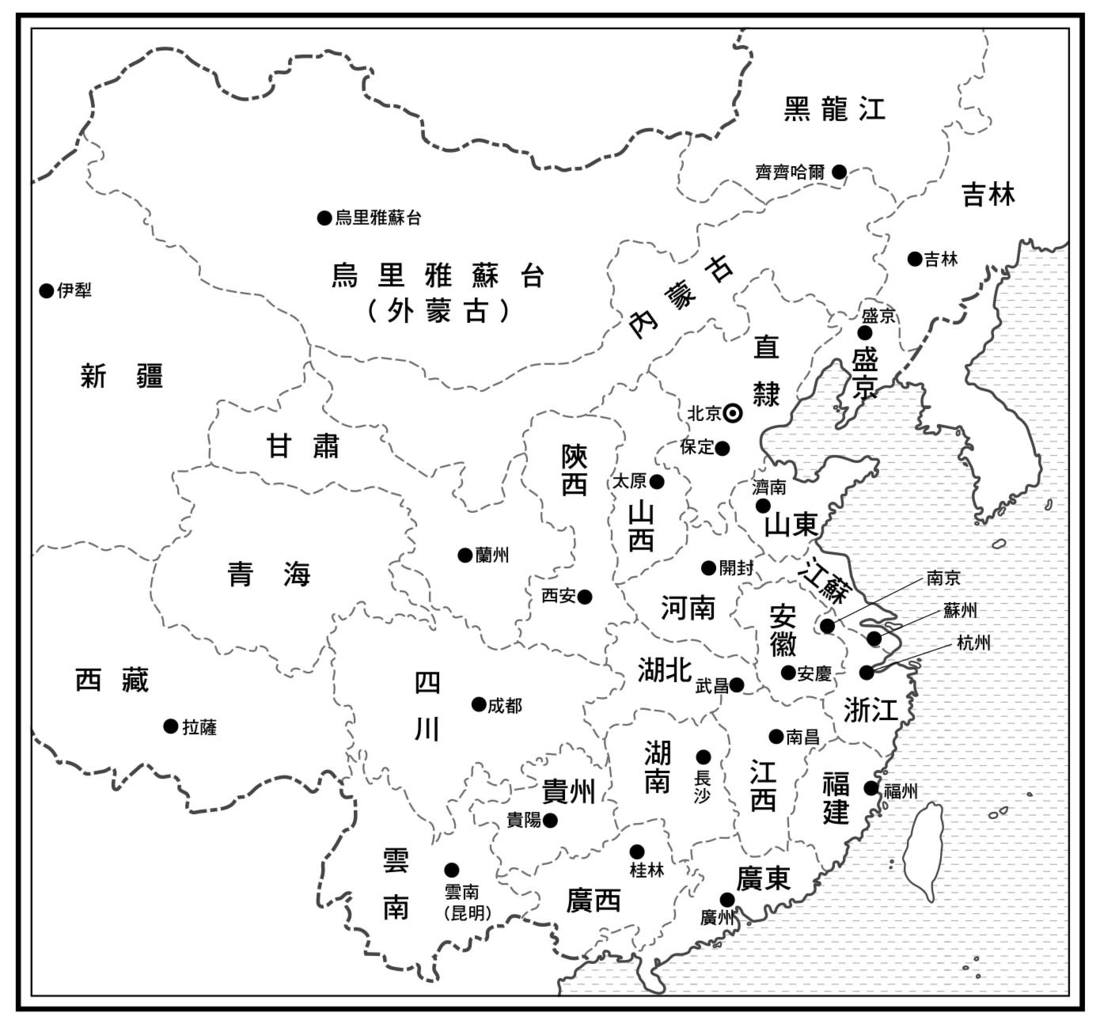 黑龍江
齊齊哈爾
吉林
吉林
烏里雅蘇台
烏里雅蘇台
(外蒙古)
內蒙古
伊犁
新疆
盛京
盛京
直隸
北京
保定
甘肅
陝西
太原
山西
濟南
山東
蘭州
青海
西安
開封
河南
江蘇
南京
蘇州
杭州
安徽
安慶
西藏
拉薩
四川
成都
湖北
武昌
浙江
南昌
湖南
長沙
江西
福建
福州
貴州
貴陽
雲南
雲南
(昆明)
桂林
廣西
廣東
廣州